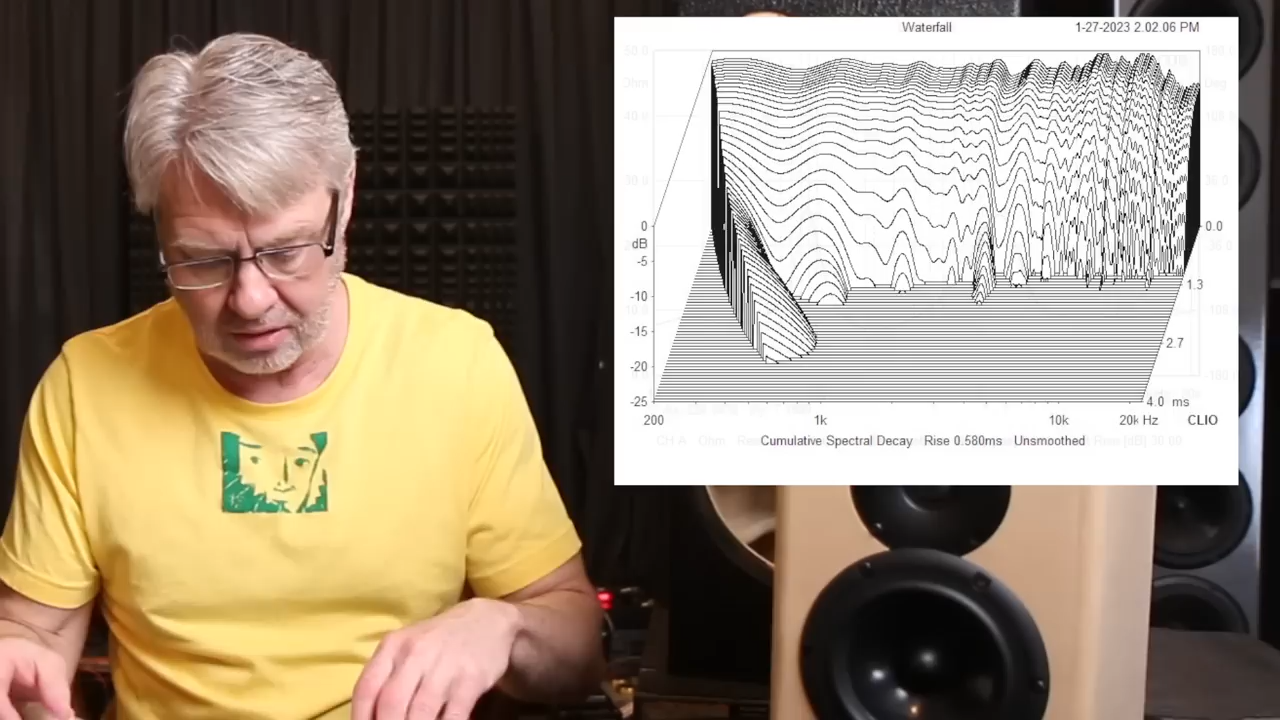 Waterfall 1-27-2023 2.02.06 PM
0 0.0
dB
-5
1.3
-10
-15
2.7
-20
-25 4.0 ms
200 1k 10k 20k Hz CLIO
Cumulative Spectral Decay Rise 0.580ms Unsmoothed